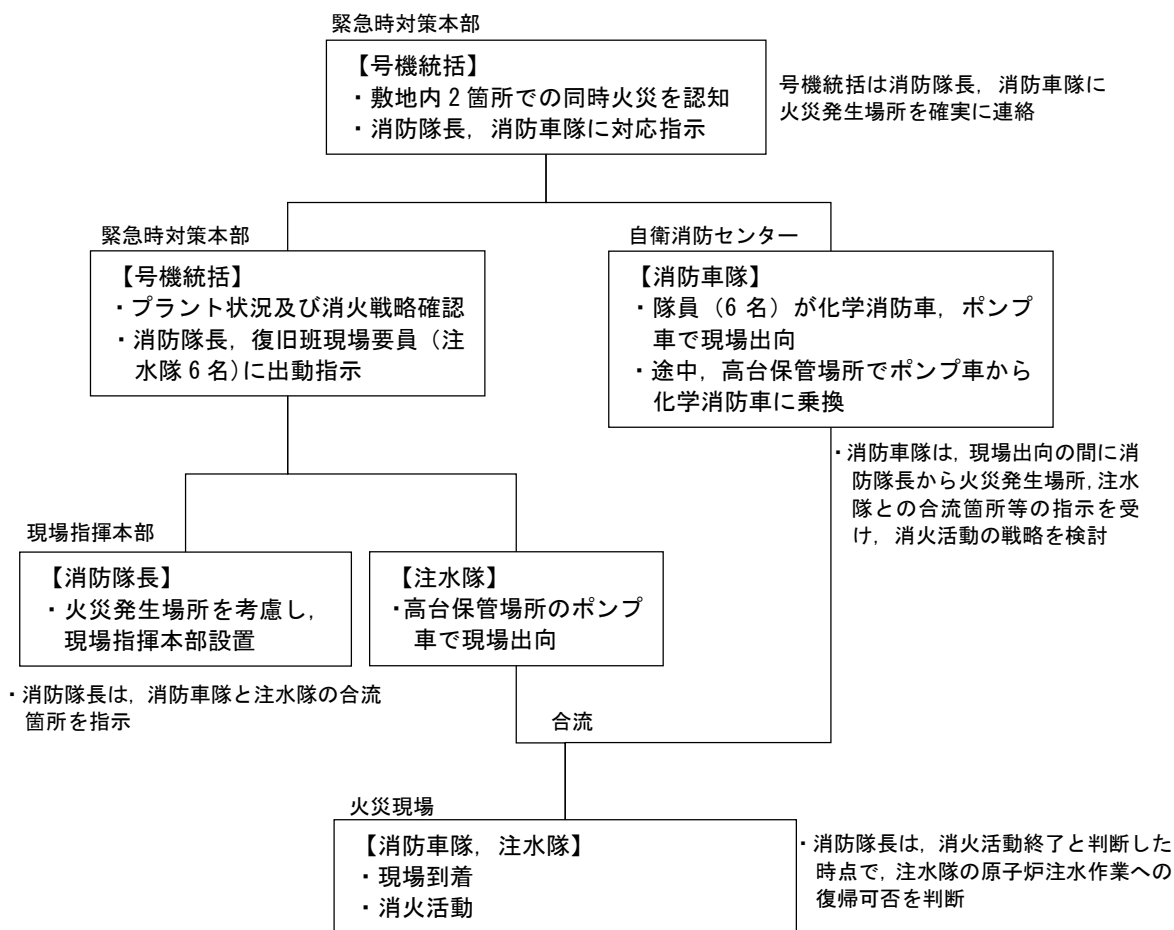 緊急時対策本部
【号機統括】
・敷地内 2 箇所での同時火災を認知
・消防隊長，消防車隊に対応指示
号機統括は消防隊長，消防車隊に
火災発生場所を確実に連絡
緊急時対策本部
【号機統括】
・プラント状況及び消火戦略確認
・消防隊長，復旧班現場要員（注
水隊 6 名）に出動指示
自衛消防センター
【消防車隊】
・隊員（6 名）が化学消防車，ポンプ
車で現場出向
・途中，高台保管場所でポンプ車から
化学消防車に乗換
・消防車隊は，現場出向の間に消
防隊長から火災発生場所，注水
隊との合流箇所等の指示を受
け，消火活動の戦略を検討
現場指揮本部
【消防隊長】
・火災発生場所を考慮し，
現場指揮本部設置
【注水隊】
・高台保管場所のポンプ
車で現場出向
・消防隊長は，消防車隊と注水隊の合流
箇所を指示
合流
火災現場
【消防車隊，注水隊】
・現場到着
・消火活動
・消防隊長は，消火活動終了と判断した
時点で，注水隊の原子炉注水作業への
復帰可否を判断